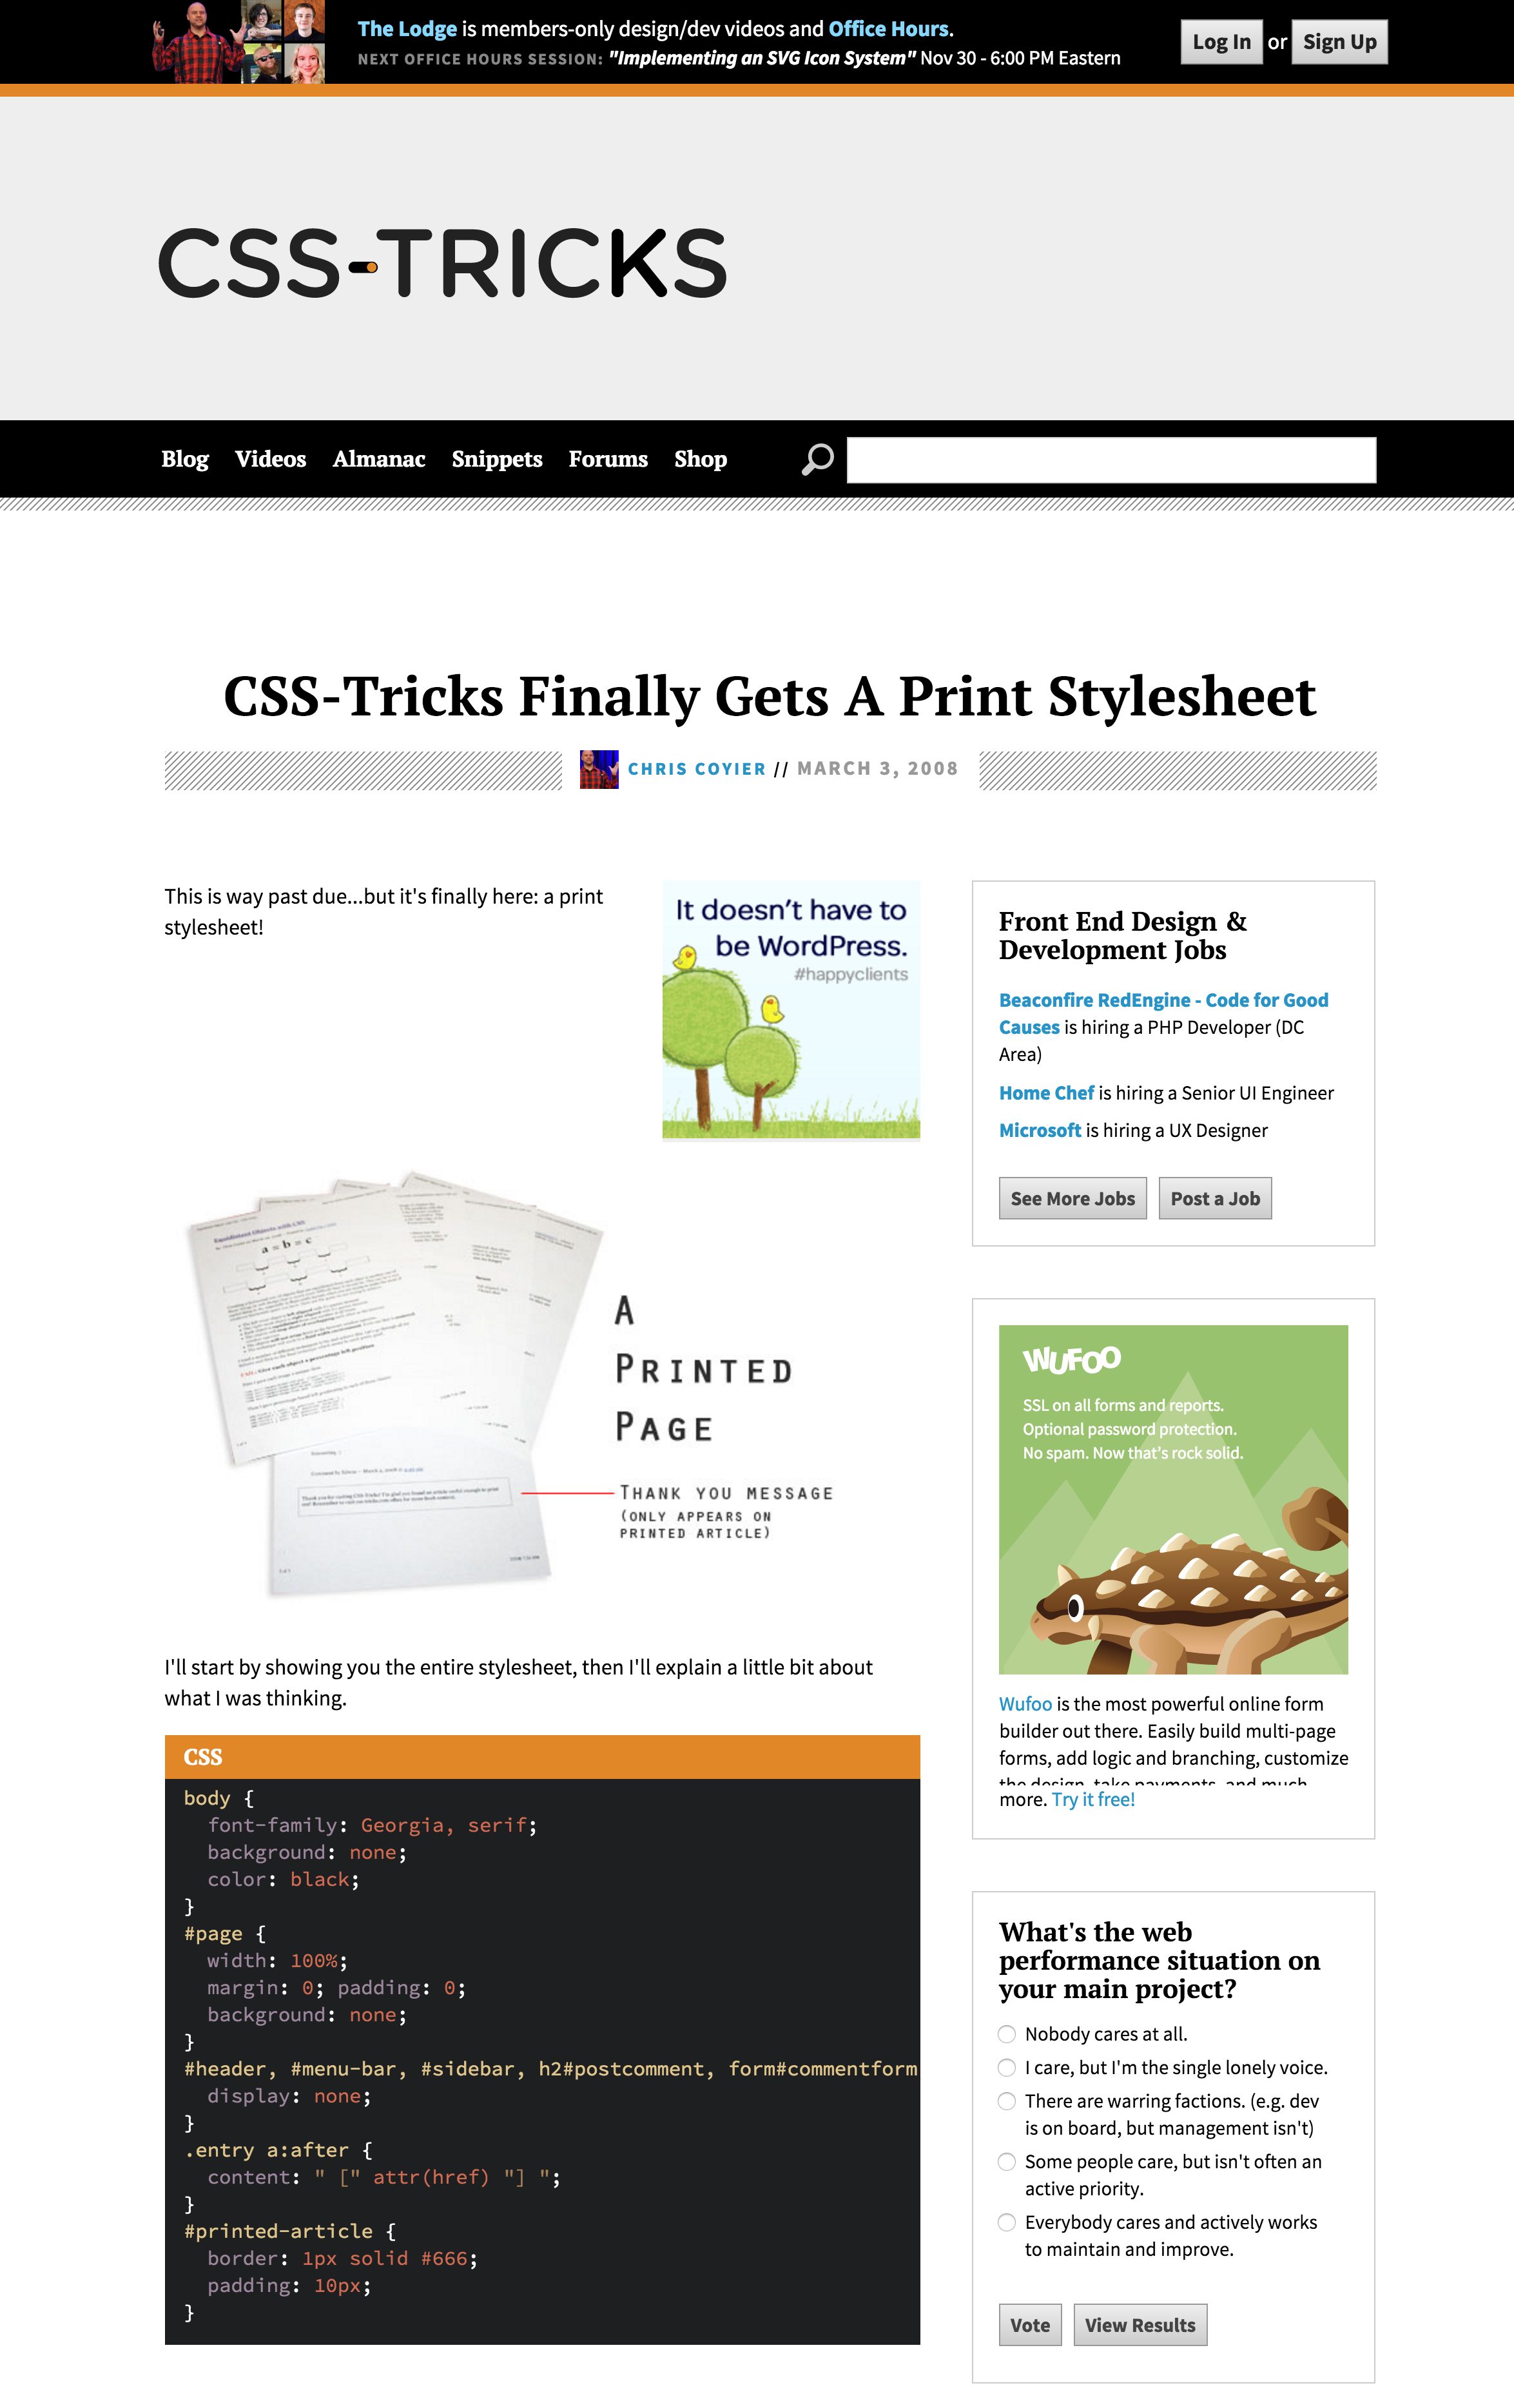 The Lodge is members-only design/dev videos and Office Hours.
NEXT OFFICE HOURS SESSION: "Implementing an SVG Icon System" Nov 30 - 6:00 PM Eastern
Log In or Sign Up
CSS-TRICKS
Blog Videos Almanac Snippets Forums Shop
CSS-Tricks Finally Gets A Print Stylesheet
CHRIS COYIER // MARCH 3, 2008
This is way past due...but it's finally here: a print
stylesheet!
It doesn't have to
be WordPress.
#happyclients
a = b = c
A
PRINTED
PAGE
THANK YOU MESSAGE
(ONLY APPEARS ON
PRINTED ARTICLE)
I'll start by showing you the entire stylesheet, then I'll explain a little bit about
what I was thinking.
CSS
body {
font-family: Georgia, serif;
background: none;
color: black;
}
#page {
width: 100%;
margin: 0; padding: 0;
background: none;
}
#header, #menu-bar, #sidebar, h2#postcomment, form#commentform
display: none;
}
.entry a:after {
content: " [" attr(href) "] ";
}
#printed-article {
border: 1px solid #666;
padding: 10px;
}
Front End Design &
Development Jobs
Beaconfire RedEngine - Code for Good
Causes is hiring a PHP Developer (DC
Area)
Home Chef is hiring a Senior UI Engineer
Microsoft is hiring a UX Designer
See More Jobs Post a Job
WUFOO
SSL on all forms and reports.
Optional password protection.
No spam. Now that's rock solid.
Wufoo is the most powerful online form
builder out there. Easily build multi-page
forms, add logic and branching, customize
the design, take payments, and much
more. Try it free!
What's the web
performance situation on
your main project?
Nobody cares at all.
I care, but I'm the single lonely voice.
There are warring factions. (e.g. dev
is on board, but management isn't)
Some people care, but isn't often an
active priority.
Everybody cares and actively works
to maintain and improve.
Vote View Results